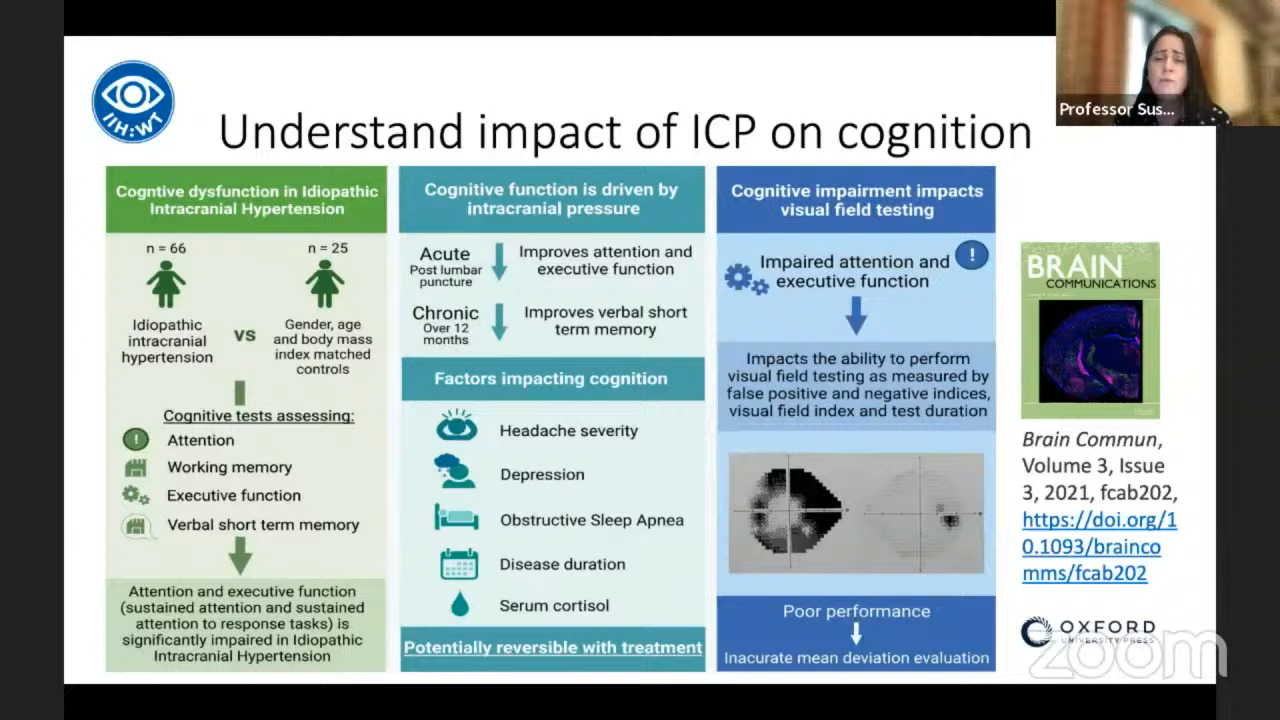 Professor Sus...
IIH:WT
Understand impact of ICP on cognition
Cogntive dysfunction in Idiopathic
Intracranial Hypertension
n = 66
n = 25
Idiopathic
intracranial
hypertension
vs
Gender, age
and body mass
index matched
controls
Cognitive tests assessing:
Attention
Working memory
Executive function
Verbal short term memory
Attention and executive function
(sustained attention and sustained
attention to response tasks) is
significantly impaired in Idiopathic
Intracranial Hypertension
Cognitive function is driven by
intracranial pressure
Acute
Post lumbar
puncture
Improves attention and
executive function
Chronic
Over 12
months
Improves verbal short
term memory
Factors impacting cognition
Headache severity
Depression
Obstructive Sleep Apnea
Disease duration
Serum cortisol
Potentially reversible with treatment
Cognitive impairment impacts
visual field testing
Impaired attention and
executive function
!
Impacts the ability to perform
visual field testing as measured by
false positive and negative indices,
visual field index and test duration
Poor performance
Inacurate mean deviation evaluation
BRAIN
COMMUNICATIONS
Brain Commun,
Volume 3, Issue
3, 2021, fcab202,
https://doi.org/1
0.1093/brainco
mms/fcab202
OXFORD
UNIVERSITY PRESS
zoom